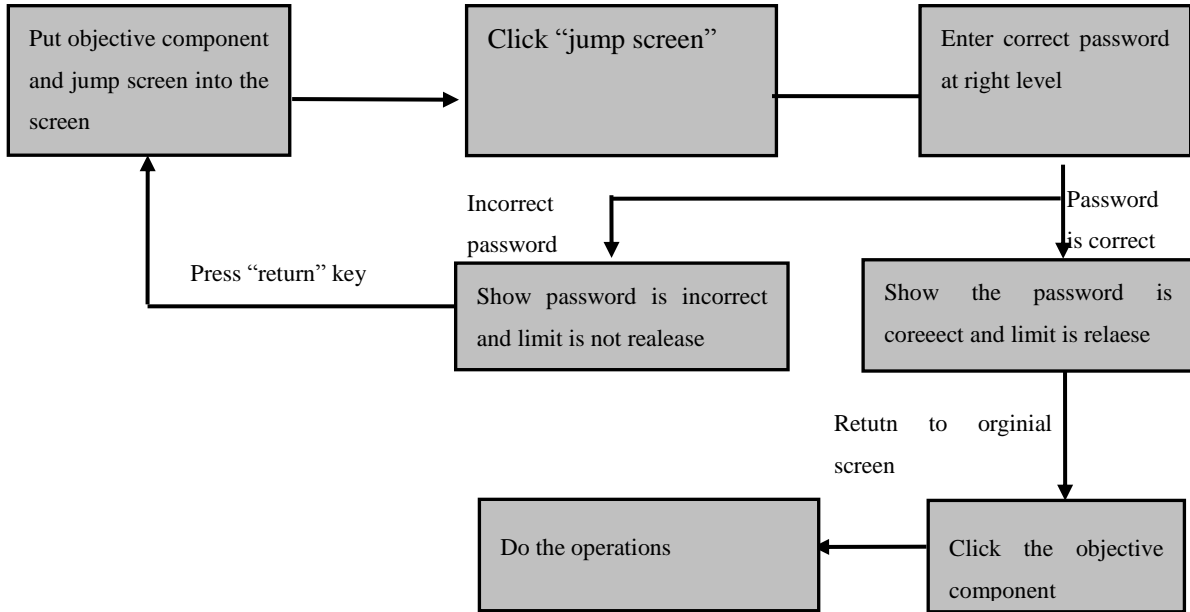 Put objective component
and jump screen into the
screen
Click “jump screen”
Enter correct password
at right level
Incorrect
password
Password
is correct
Press “return” key
Show password is incorrect
and limit is not realease
Show the password is
coreeect and limit is relaese
Retutn to orginial
screen
Do the operations
Click the objective
component